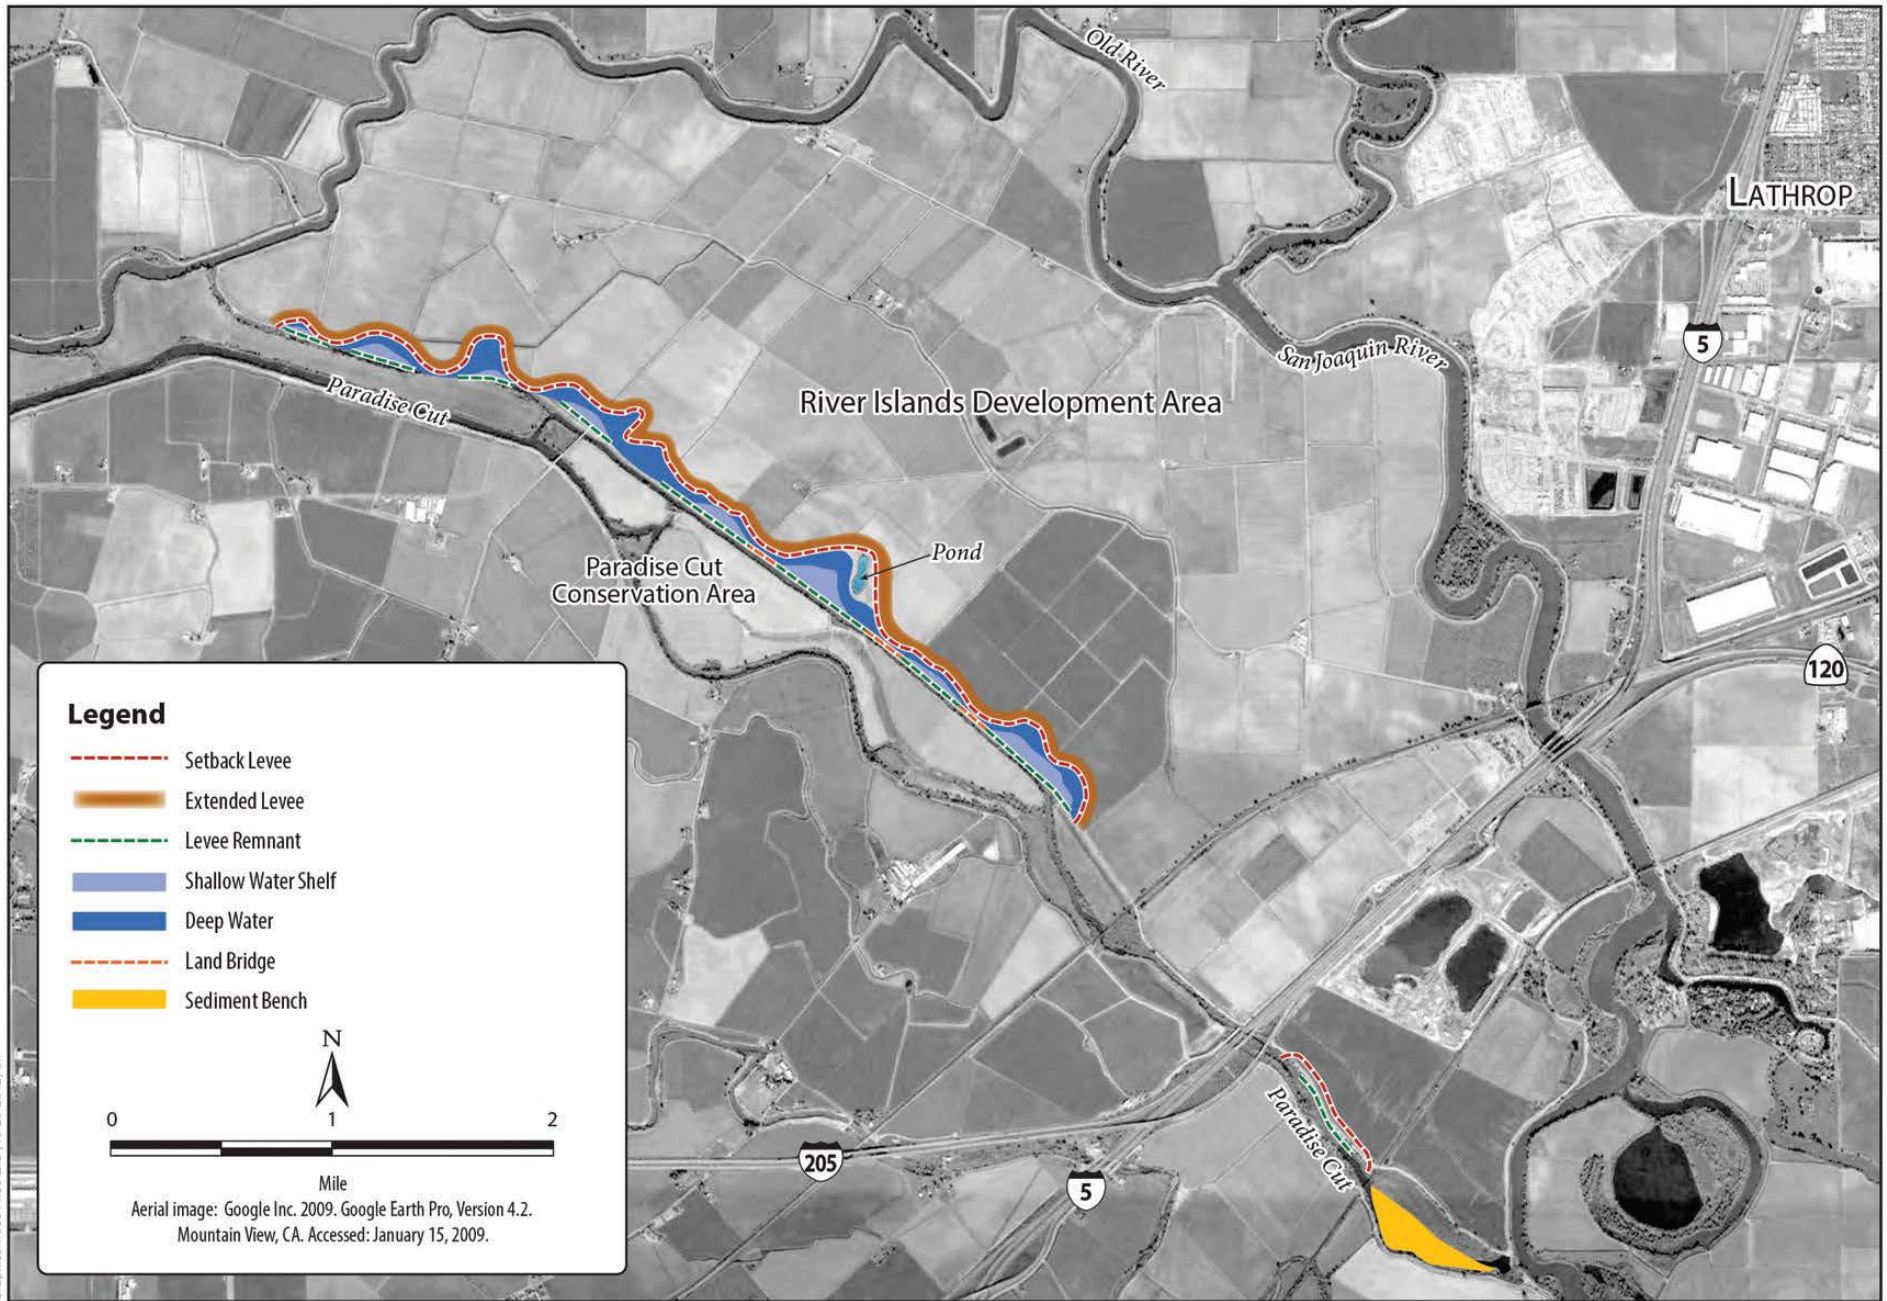 Old River
LATHROP
5
San Joaquin River
Paradise Cut
River Islands Development Area
Pond
Paradise Cut
Conservation Area
120
Legend
Setback Levee
Extended Levee
Levee Remnant
Shallow Water Shelf
Deep Water
Land Bridge
Sediment Bench
N
0 1 2
Mile
Aerial image: Google Inc. 2009. Google Earth Pro, Version 4.2.
Mountain View, CA. Accessed: January 15, 2009.
205
5
Paradise Cut